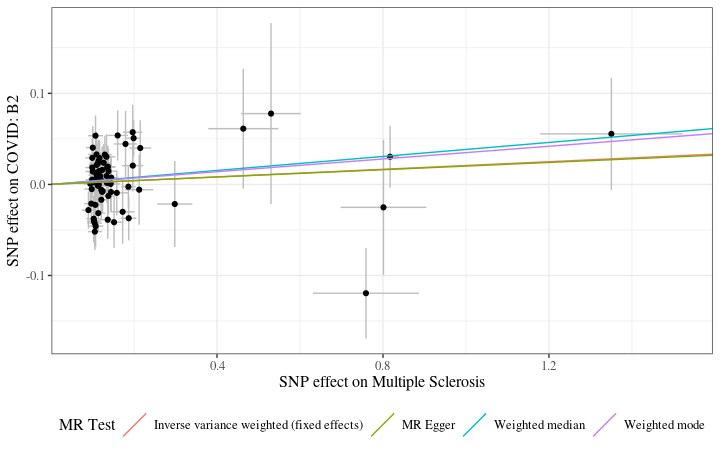 SNP effect on COVID: B2
0.1
0.0
-0.1
0.4
0.8
1.2
SNP effect on Multiple Sclerosis
MR Test
Inverse variance weighted (fixed effects)
MR Egger
Weighted median
Weighted mode